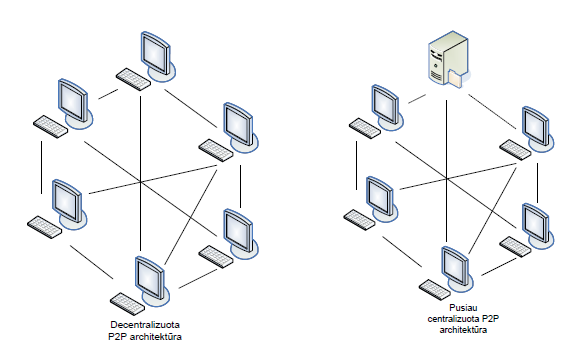 Decentralizuota
P2P architektūra
Pusiau
centralizuota P2P
architektūra